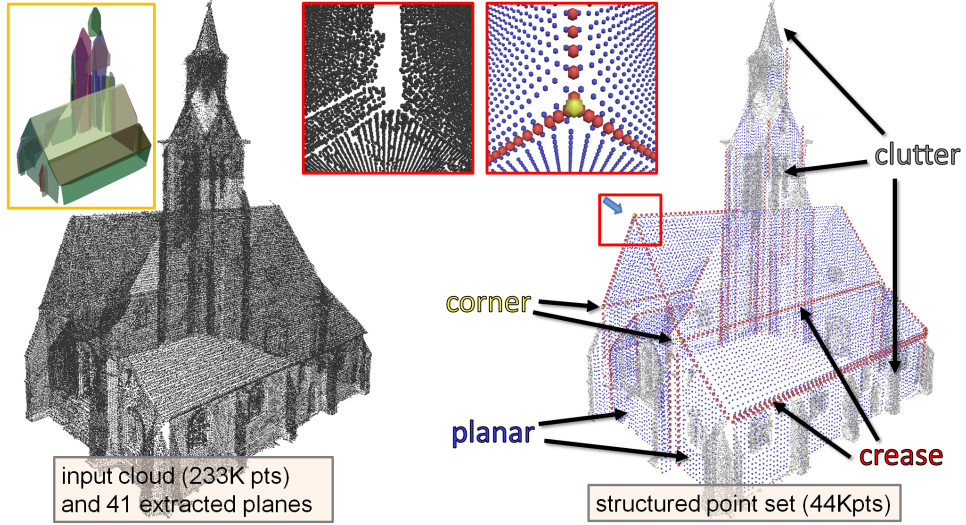 clutter
corner
planar
crease
input cloud (233K pts)
and 41 extracted planes
structured point set (44Kpts)